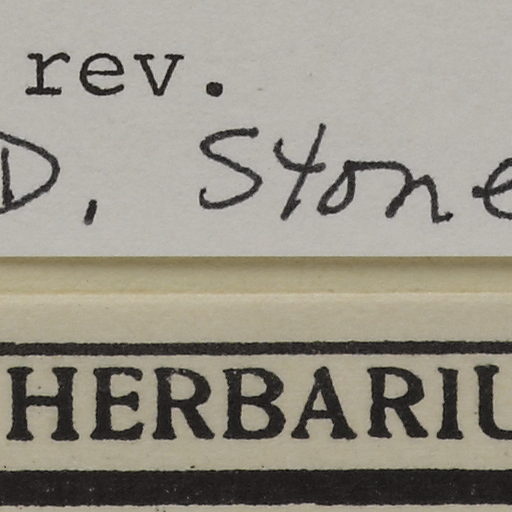 rev.
D. Stone
HERBARIU